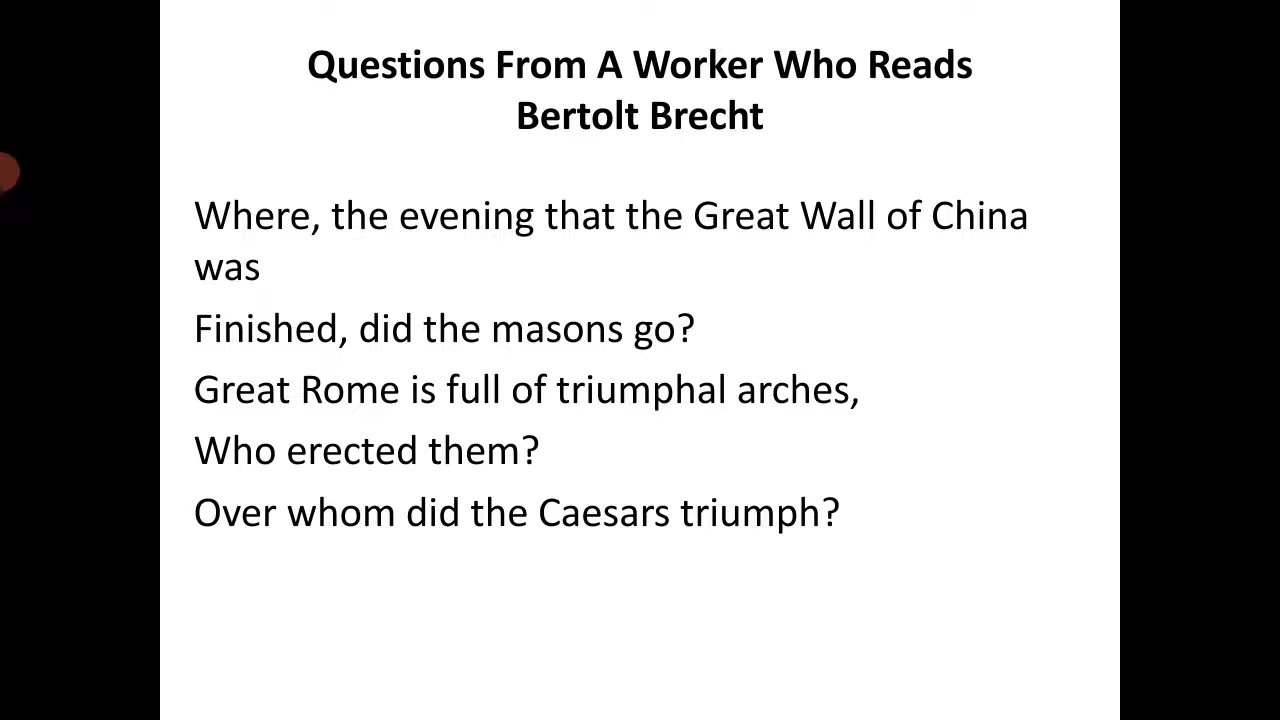 Questions From A Worker Who Reads
Bertolt Brecht
Where, the evening that the Great Wall of China
was
Finished, did the masons go?
Great Rome is full of triumphal arches,
Who erected them?
Over whom did the Caesars triumph?